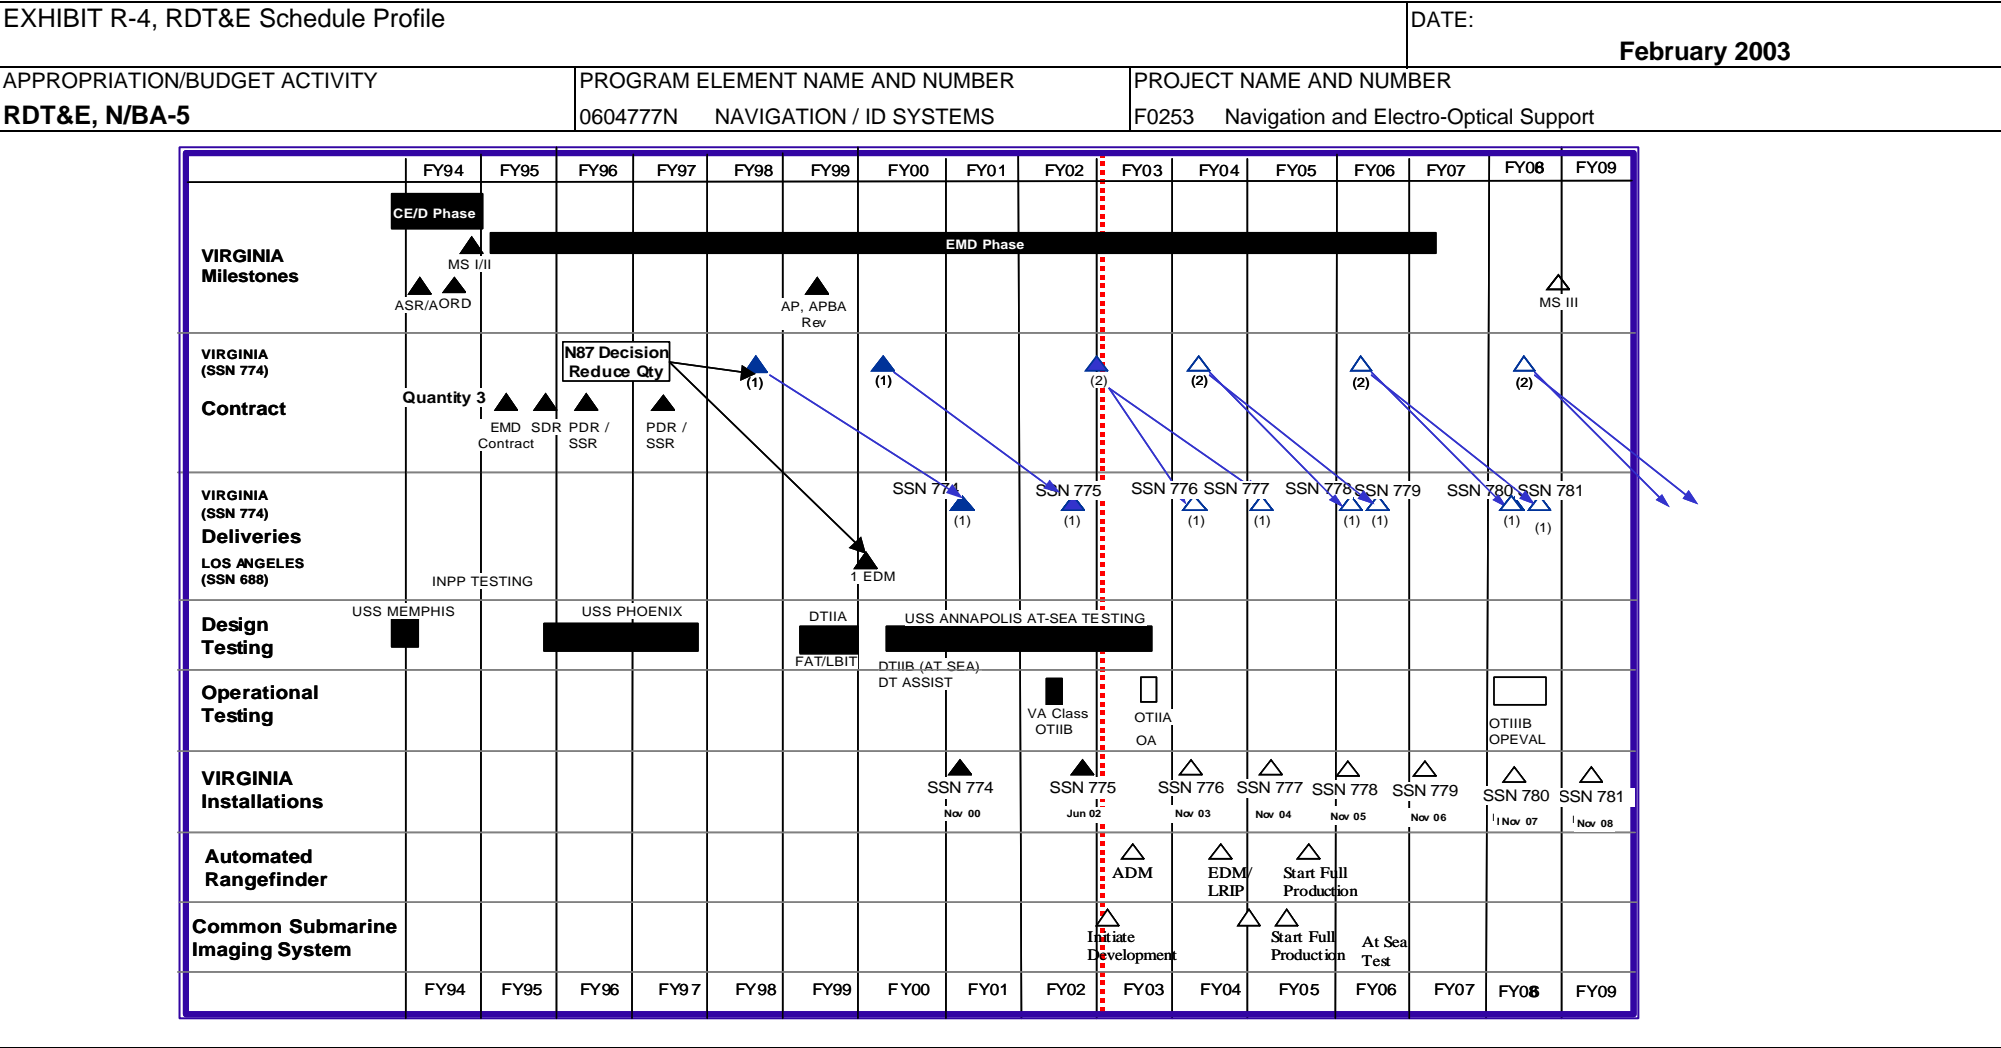 EXHIBIT R-4, RDT&E Schedule Profile
DATE:
February 2003
APPROPRIATION/BUDGET ACTIVITY
PROGRAM ELEMENT NAME AND NUMBER
PROJECT NAME AND NUMBER
RDT&E, N/BA-5
0604777N NAVIGATION / ID SYSTEMS
F0253 Navigation and Electro-Optical Support
FY94 FY95 FY96 FY97 FY98 FY99 FY00 FY01 FY02 FY03 FY04 FY05 FY06 FY07 FY08 FY09
CE/D Phase
EMD Phase
VIRGINIA
Milestones
MS I/II
ASR/A ORD
AP, APBA
Rev
MS III
VIRGINIA
(SSN 774)
Contract
N87 Decision
Reduce Qty
(1) (1) (2) (2) (2) (2)
Quantity 3
EMD
Contract
SDR
PDR /
SSR
PDR /
SSR
VIRGINIA
(SSN 774)
Deliveries
SSN 774 SSN 775 SSN 776 SSN 777 SSN 778 SSN 779 SSN 780 SSN 781
(1) (1) (1) (1) (1) (1) (1) (1)
LOS ANGELES
(SSN 688)
1 EDM
INPP TESTING
Design
Testing
USS MEMPHIS
USS PHOENIX
DTIIA
FAT/LBIT
USS ANNAPOLIS AT-SEA TESTING
DTIIB (AT SEA)
DT ASSIST
Operational
Testing
VA Class
OTIIB
OTIIA
OA
OTIIIB
OPEVAL
VIRGINIA
Installations
SSN 774 SSN 775 SSN 776 SSN 777 SSN 778 SSN 779 SSN 780 SSN 781
Nov 00 Jun 02 Nov 03 Nov 04 Nov 05 Nov 06 Nov 07 Nov 08
Automated
Rangefinder
ADM
EDM/
LRIP
Start Full
Production
Common Submarine
Imaging System
Initiate
Development
Start Full
Production
At Sea
Test
FY94 FY95 FY96 FY97 FY98 FY99 FY00 FY01 FY02 FY03 FY04 FY05 FY06 FY07 FY08 FY09